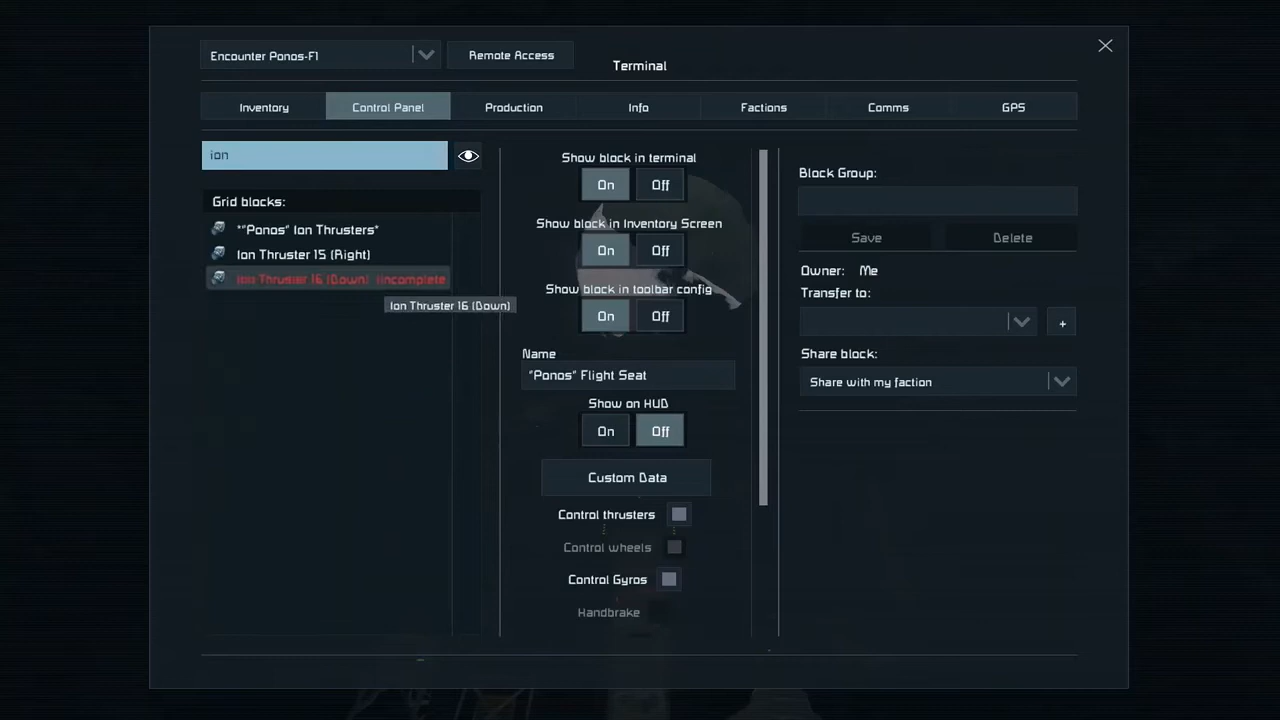 Encounter Ponos-F1
Remote Access
Terminal
Inventory
Control Panel
Production
Info
Factions
Comms
GPS
ion
Grid blocks:
*"Ponos" Ion Thrusters*
Ion Thruster 15 (Right)
Ion Thruster 16 (Down) (Incomplete
Ion Thruster 16 (Down)
Show block in terminal
On Off
Show block in Inventory Screen
On Off
Show block in toolbar config
On Off
Name
"Ponos" Flight Seat
Show on HUD
On Off
Custom Data
Control thrusters
Control wheels
Control Gyros
Handbrake
Block Group:
Save Delete
Owner: Me
Transfer to:
+
Share block:
Share with my faction